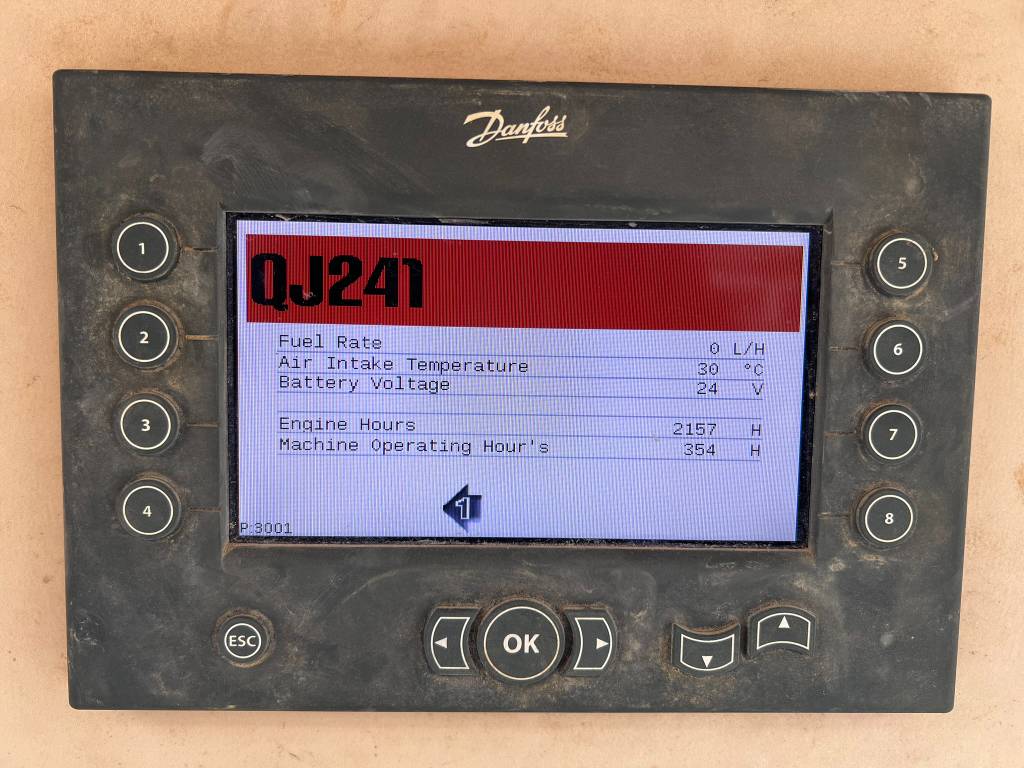 Danfoss
QJ241
Fuel Rate 0 L/H
Air Intake Temperature 30 °C
Battery Voltage 24 V
Engine Hours 2157 H
Machine Operating Hour's 354 H
1
P:3001
1
2
3
4
5
6
7
8
ESC
OK